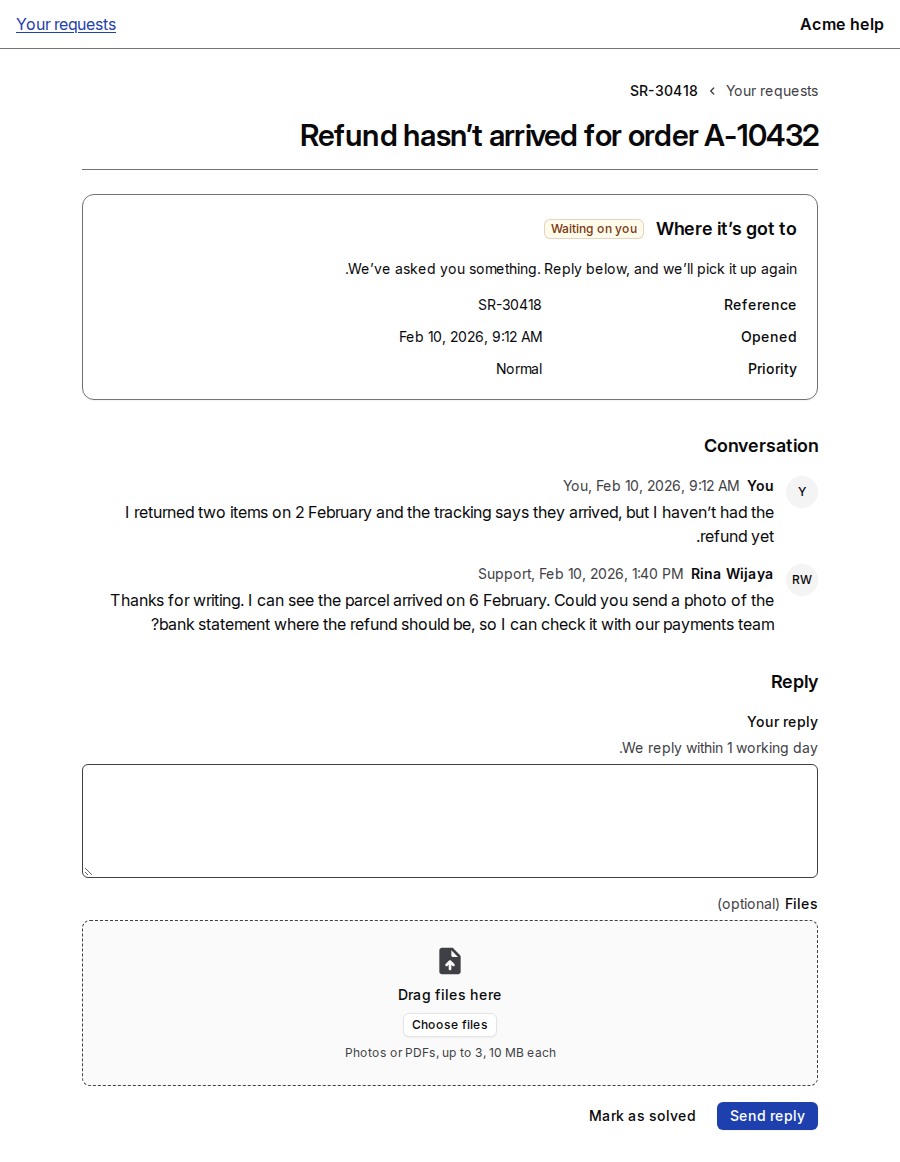 Acme help
Your requests
Your requests
SR-30418
Refund hasn’t arrived for order A-10432
Where it’s got to
Waiting on you
We’ve asked you something. Reply below, and we’ll pick it up again.
Reference
SR-30418
Opened
Feb 10, 2026, 9:12 AM
Priority
Normal
Conversation
Y
You
You, Feb 10, 2026, 9:12 AM
I returned two items on 2 February and the tracking says they arrived, but I haven’t had the
refund yet.
RW
Rina Wijaya
Support, Feb 10, 2026, 1:40 PM
Thanks for writing. I can see the parcel arrived on 6 February. Could you send a photo of the
bank statement where the refund should be, so I can check it with our payments team?
Reply
Your reply
We reply within 1 working day.
Files (optional)
Drag files here
Choose files
Photos or PDFs, up to 3, 10 MB each
Send reply
Mark as solved